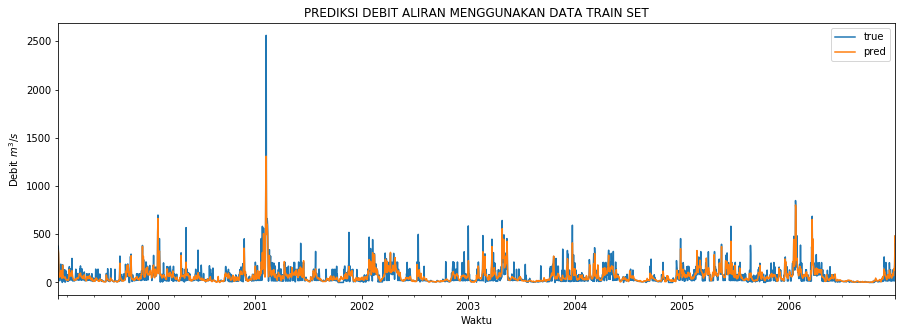 PREDIKSI DEBIT ALIRAN MENGGUNAKAN DATA TRAIN SET
true
pred
2500
2000
1500
1000
500
0
Debit m³/s
2000 2001 2002 2003 2004 2005 2006
Waktu